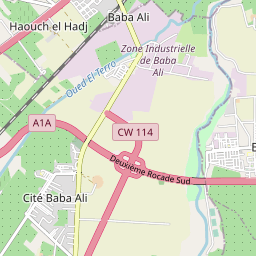 Baba Ali
Haouch el Hadj
Zone Industrielle
de Baba
Ali
Oued El Terro
A1A
CW 114
Deuxième Rocade Sud
E
B
Cité Baba Ali